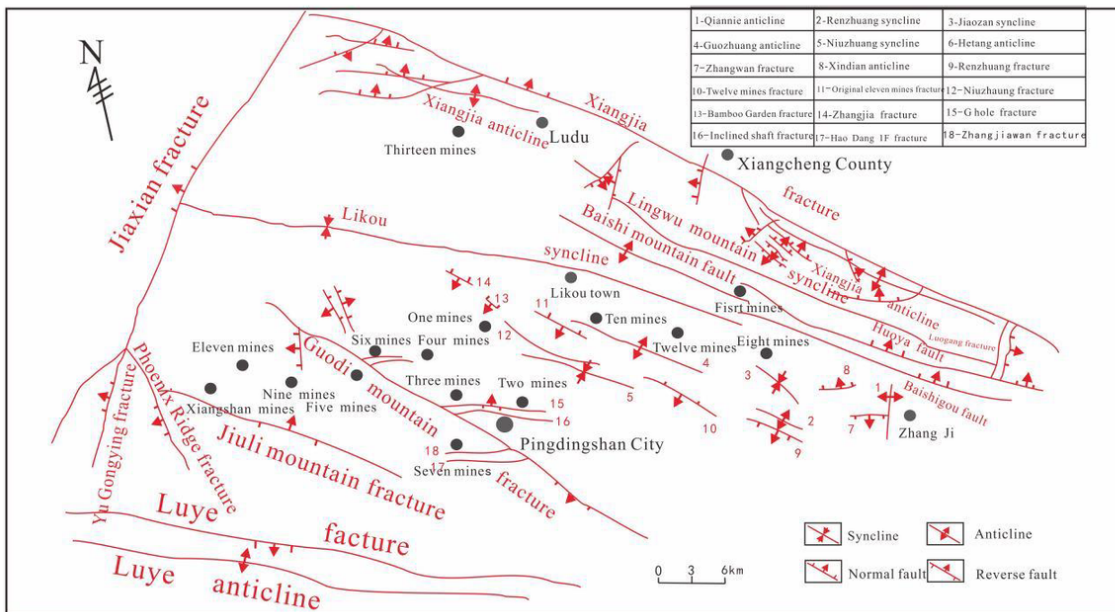 1-Qiannie anticline
2-Renzhuang syncline
3-Jiaozan syncline
4-Guozhuang anticline
5-Niuzhuang syncline
6-Hetang anticline
7-Zhangwan fracture
8-Xindian anticline
9-Renzhuang fracture
10-Twelve mines fracture
11-Original eleven mines fracture
12-Niuzhaung fracture
13-Bamboo Garden fracture
14-Zhangjia fracture
15-G hole fracture
16-Inclined shaft fracture
17-Hao Dang 1F fracture
18-Zhangjiawan fracture
N
Jiaxian fracture
Xiangjia anticline
Thirteen mines
Ludu
Xiangjia
fracture
Xiangcheng County
Likou
syncline
Lingwu mountain
syncline
Baishi mountain fault
Xiangjia
anticline
Likou town
Fisrt mines
Huoya fault
Luogang fracture
Baishigou fault
14
13
12
11
One mines
Ten mines
Twelve mines
Eight mines
Six mines
Four mines
Eleven mines
Guodi mountain
fracture
Nine mines
Five mines
Three mines
Two mines
Xiangshan mines
4
5
3
8
1
2
7
9
10
15
16
Zhang Ji
Pingdingshan City
18
17
Seven mines
Phoenix Ridge fracture
Yu Gongying fracture
Jiuli mountain fracture
Luye
facture
Luye
anticline
0 3 6km
Syncline
Anticline
Normal fault
Reverse fault